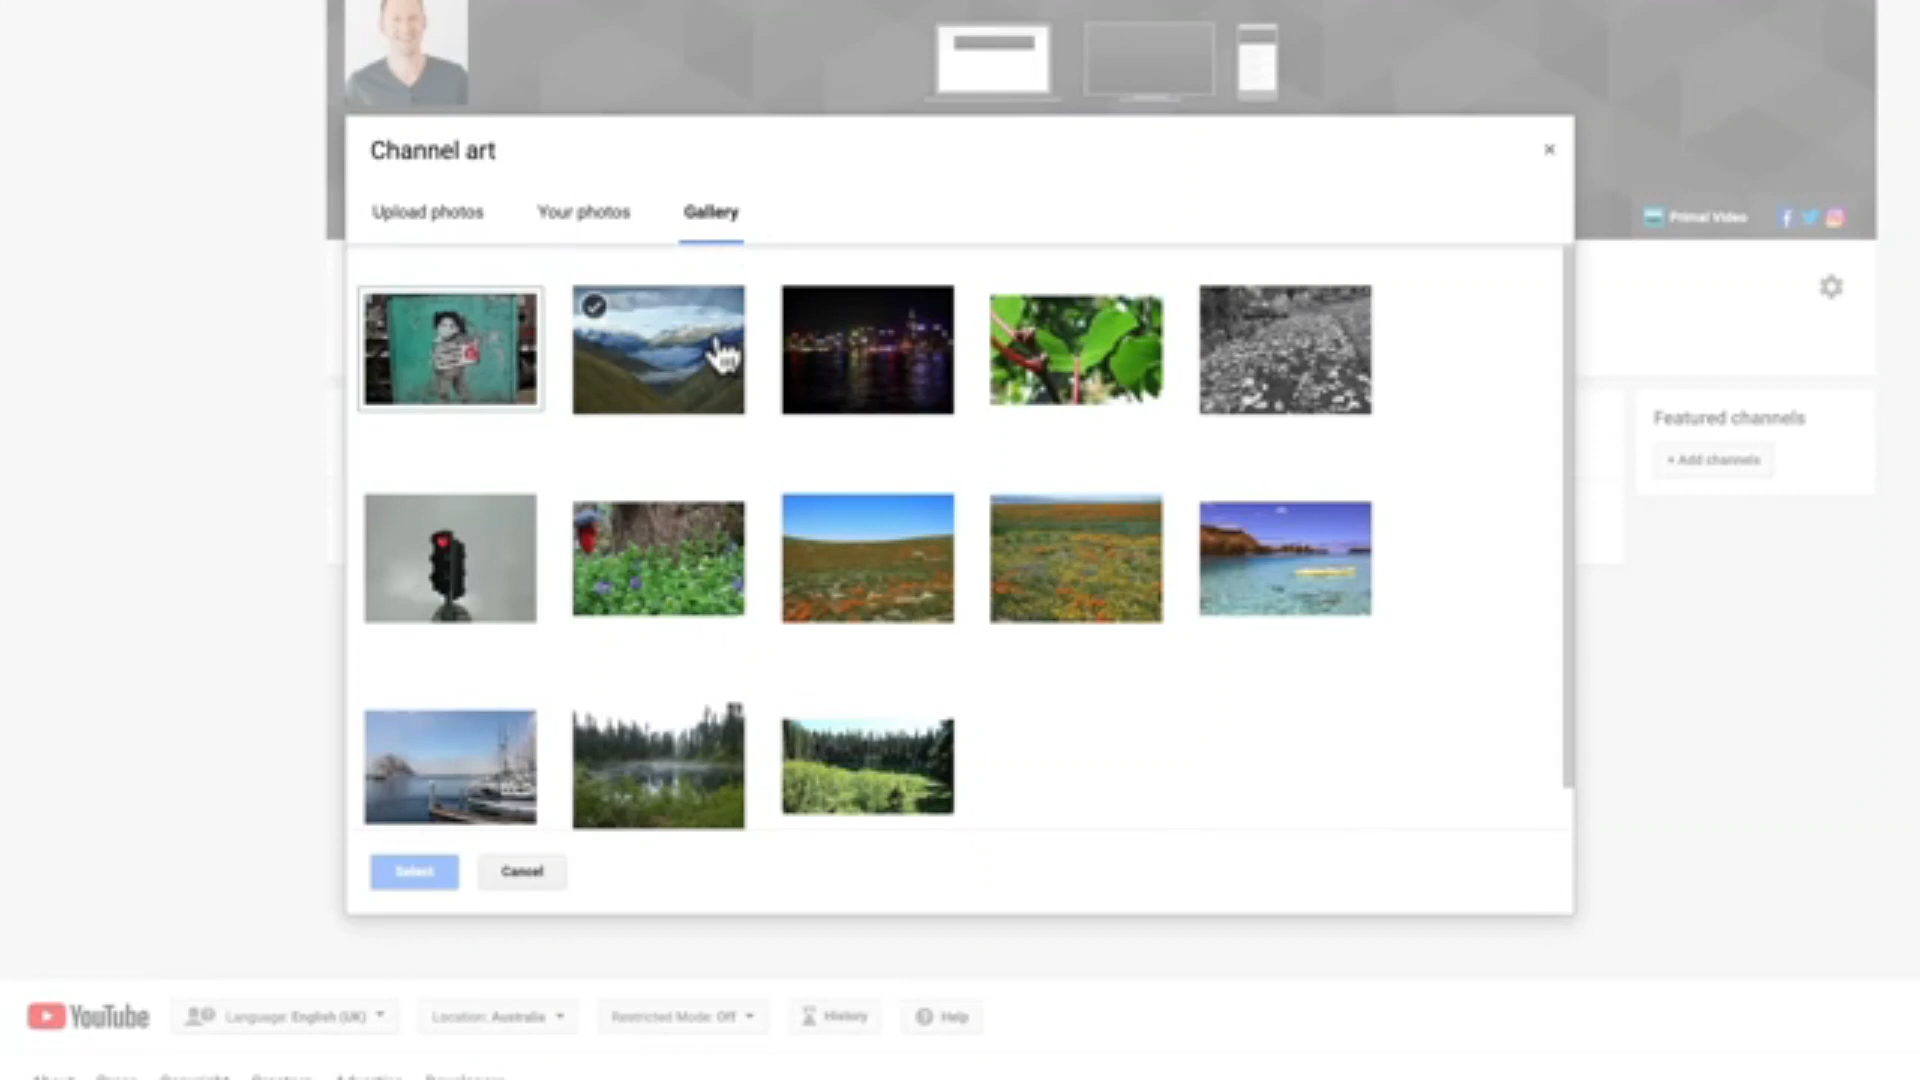 Channel art
×
Upload photos
Your photos
Gallery
Primal Video
Featured channels
+ Add channels
Select
Cancel
YouTube
Language: English (UK)
Location: Australia
Restricted Mode: Off
History
Help